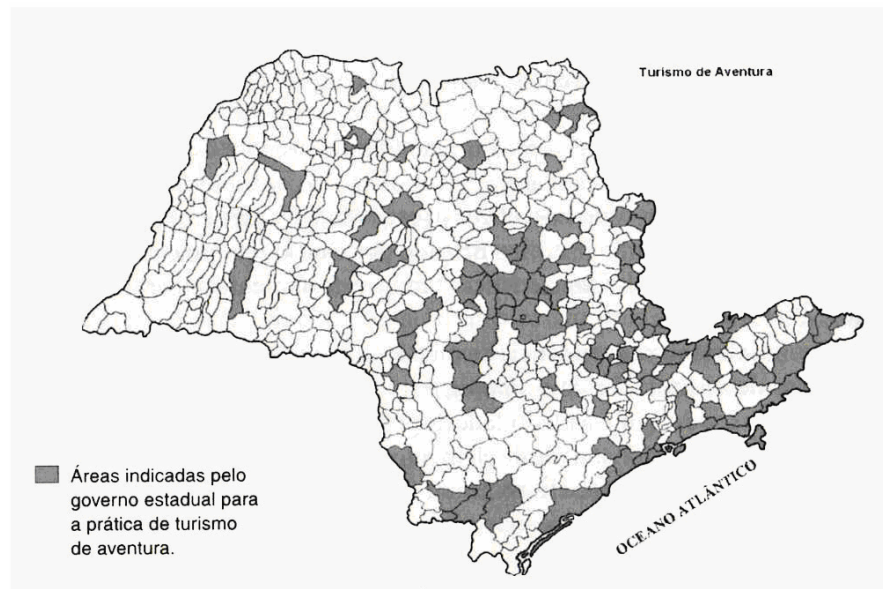 Turismo de Aventura
Áreas indicadas pelo
governo estadual para
a prática de turismo
de aventura.
OCEANO ATLÂNTICO